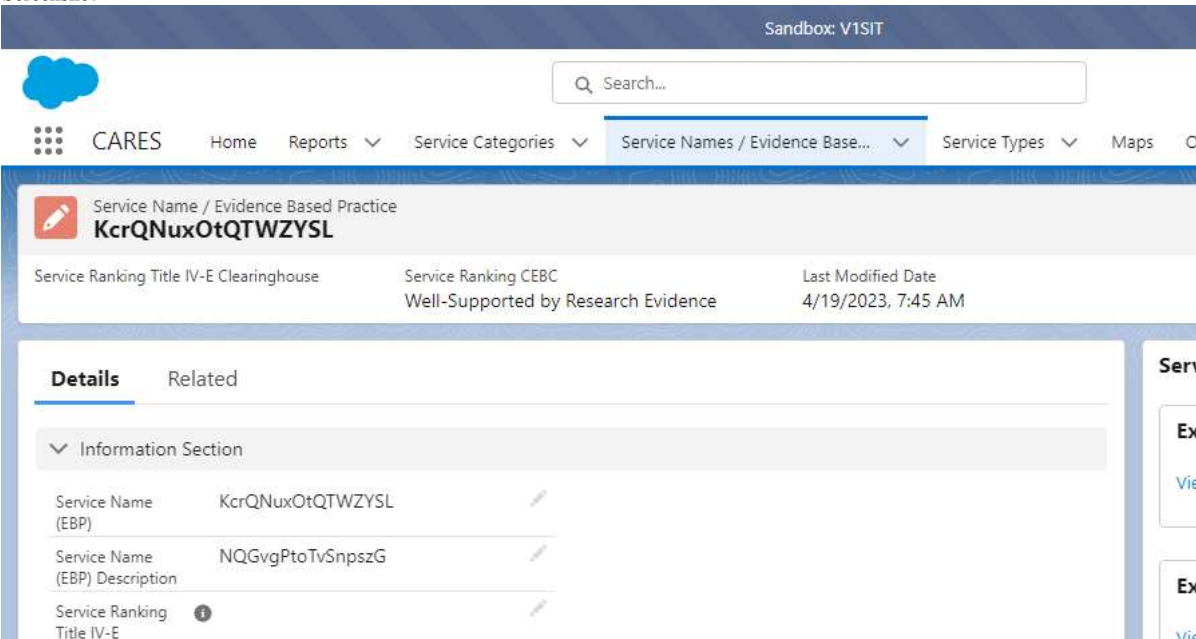 Sandbox: V1SIT
Search...
CARES Home Reports Service Categories Service Names / Evidence Base... Service Types Maps
Service Name / Evidence Based Practice
KcrQNuxOtQTWZYSL
Service Ranking Title IV-E Clearinghouse Service Ranking CEBC Last Modified Date
Well-Supported by Research Evidence 4/19/2023, 7:45 AM
Details Related
Information Section
Service Name KcrQNuxOtQTWZYSL
(EBP)
Service Name NQGvgPtoTvSnpszG
(EBP) Description
Service Ranking
Title IV-E